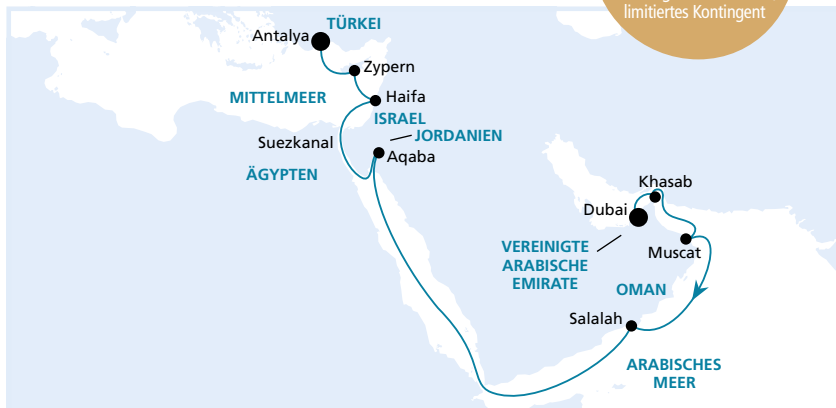 limitiertes Kontingent
TÜRKEI
Antalya
Zypern
MITTELMEER
Haifa
ISRAEL
Suezkanal
JORDANIEN
Aqaba
ÄGYPTEN
Khasab
Dubai
VEREINIGTE
ARABISCHE
EMIRATE
Muscat
OMAN
Salalah
ARABISCHES
MEER